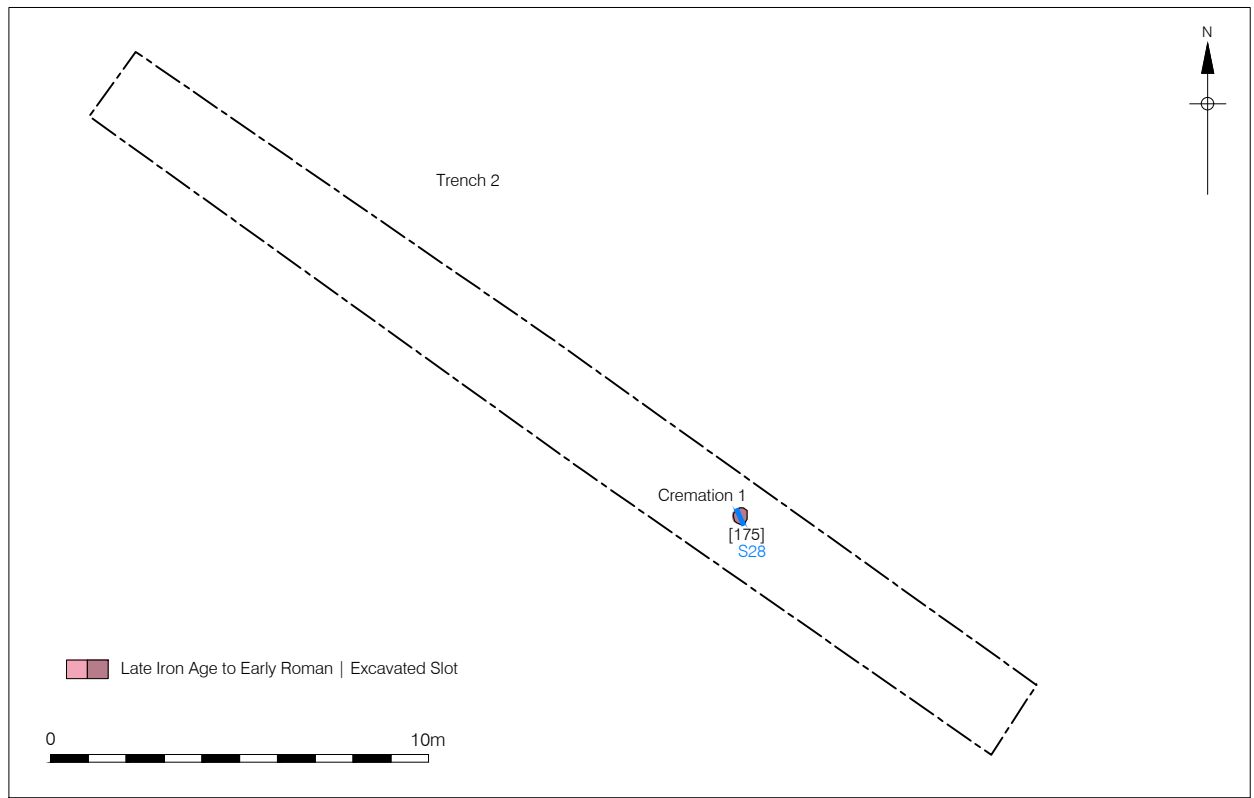 N
Trench 2
Cremation 1
[175]
S28
Late Iron Age to Early Roman | Excavated Slot
0 10m